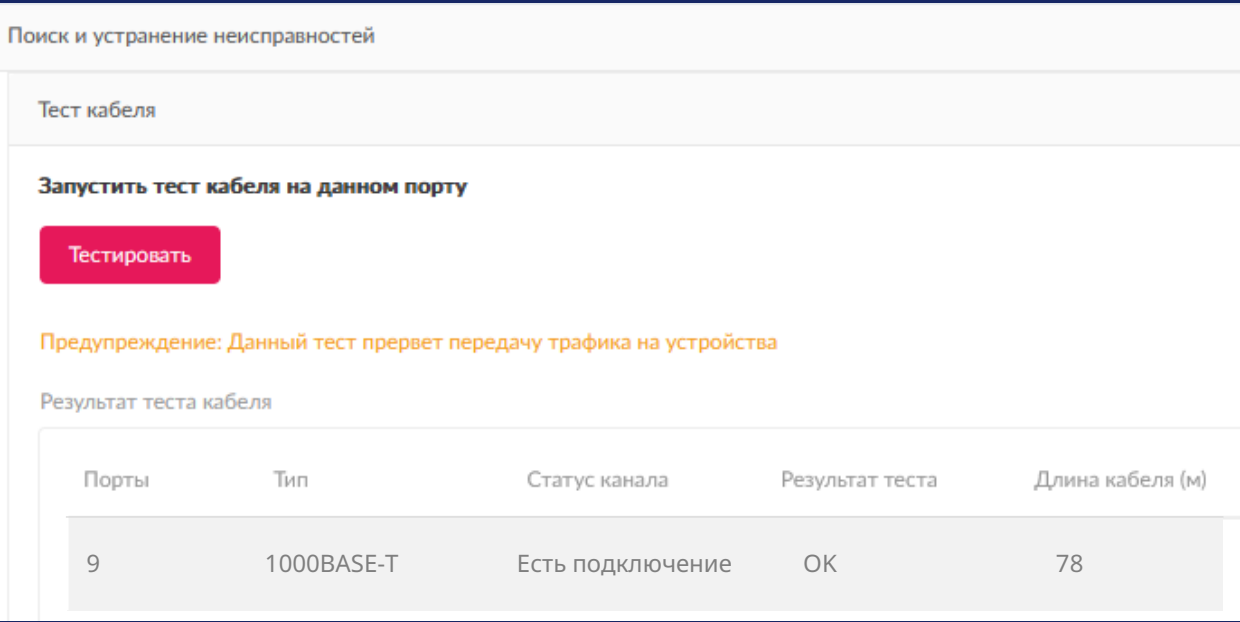 Поиск и устранение неисправностей
Тест кабеля
Запустить тест кабеля на данном порту
Тестировать
Предупреждение: Данный тест прервет передачу трафика на устройства
Результат теста кабеля
Порты Тип Статус канала Результат теста Длина кабеля (м)
9 1000BASE-T Есть подключение OK 78